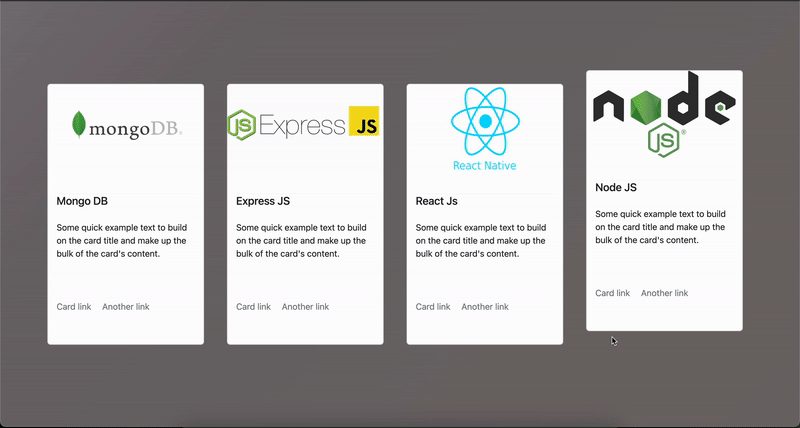 mongoDB.
JS Express JS
React Native
node
JS ®
Mongo DB
Some quick example text to build
on the card title and make up the
bulk of the card's content.
Card link Another link
Express JS
Some quick example text to build
on the card title and make up the
bulk of the card's content.
Card link Another link
React Js
Some quick example text to build
on the card title and make up the
bulk of the card's content.
Card link Another link
Node JS
Some quick example text to build
on the card title and make up the
bulk of the card's content.
Card link Another link